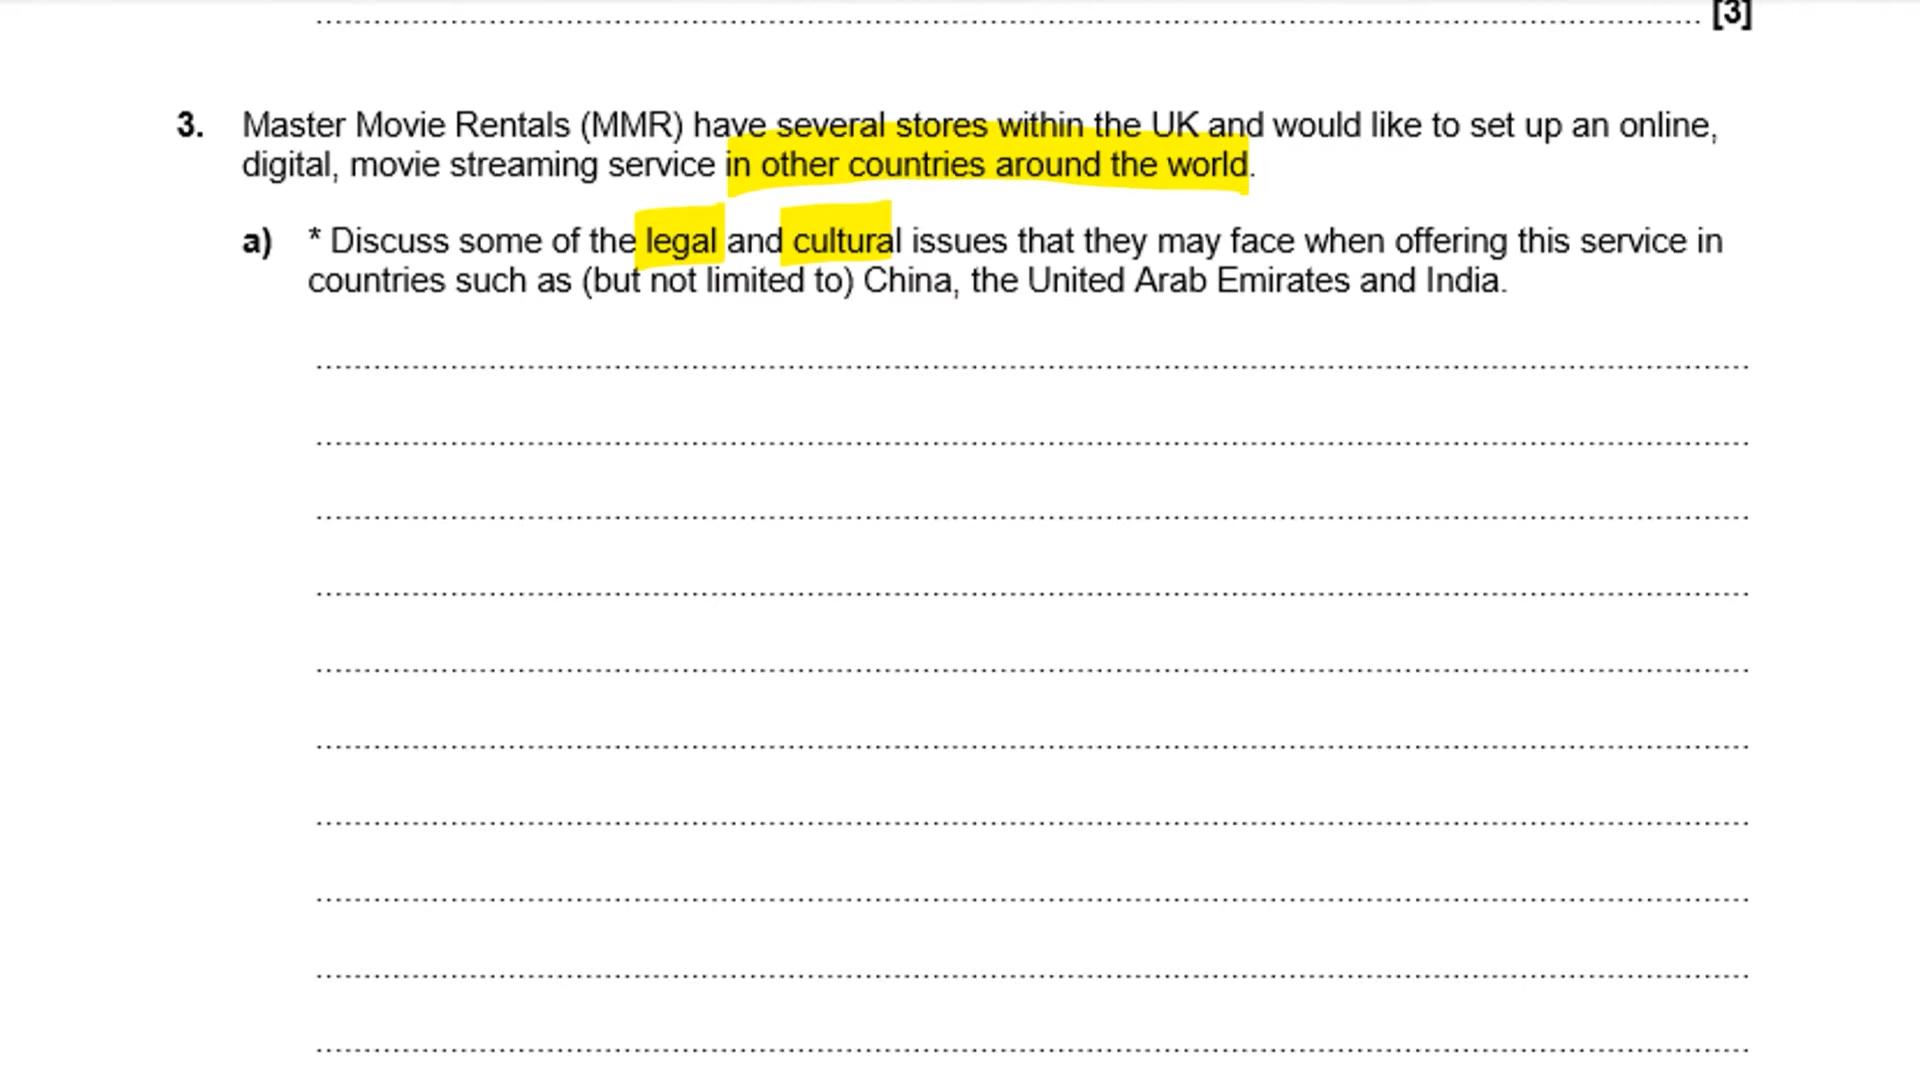 [3]
3. Master Movie Rentals (MMR) have several stores within the UK and would like to set up an online,
digital, movie streaming service in other countries around the world.
a) * Discuss some of the legal and cultural issues that they may face when offering this service in
countries such as (but not limited to) China, the United Arab Emirates and India.